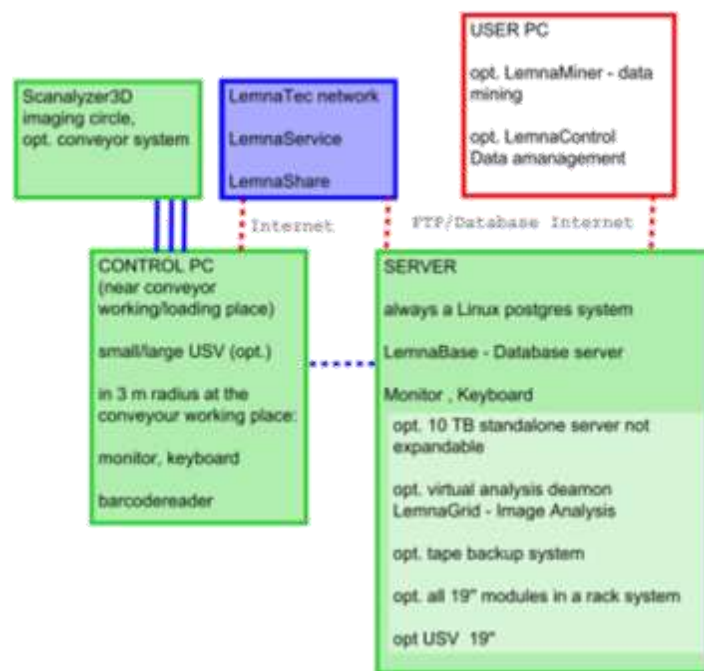 USER PC
opt. LemnaMiner - data
mining
opt. LemnaControl
Data amanagement
Scanalyzer3D
imaging circle,
opt. conveyor system
LemnaTec network
LemnaService
LemnaShare
Internet
FTP/Database Internet
CONTROL PC
(near conveyor
working/loading place)
small/large USV (opt.)
in 3 m radius at the
conveyour working place:
monitor, keyboard
barcodereader
SERVER
always a Linux postgres system
LemnaBase - Database server
Monitor , Keyboard
opt. 10 TB standalone server not
expandable
opt. virtual analysis deamon
LemnaGrid - Image Analysis
opt. tape backup system
opt. all 19" modules in a rack system
opt USV 19"